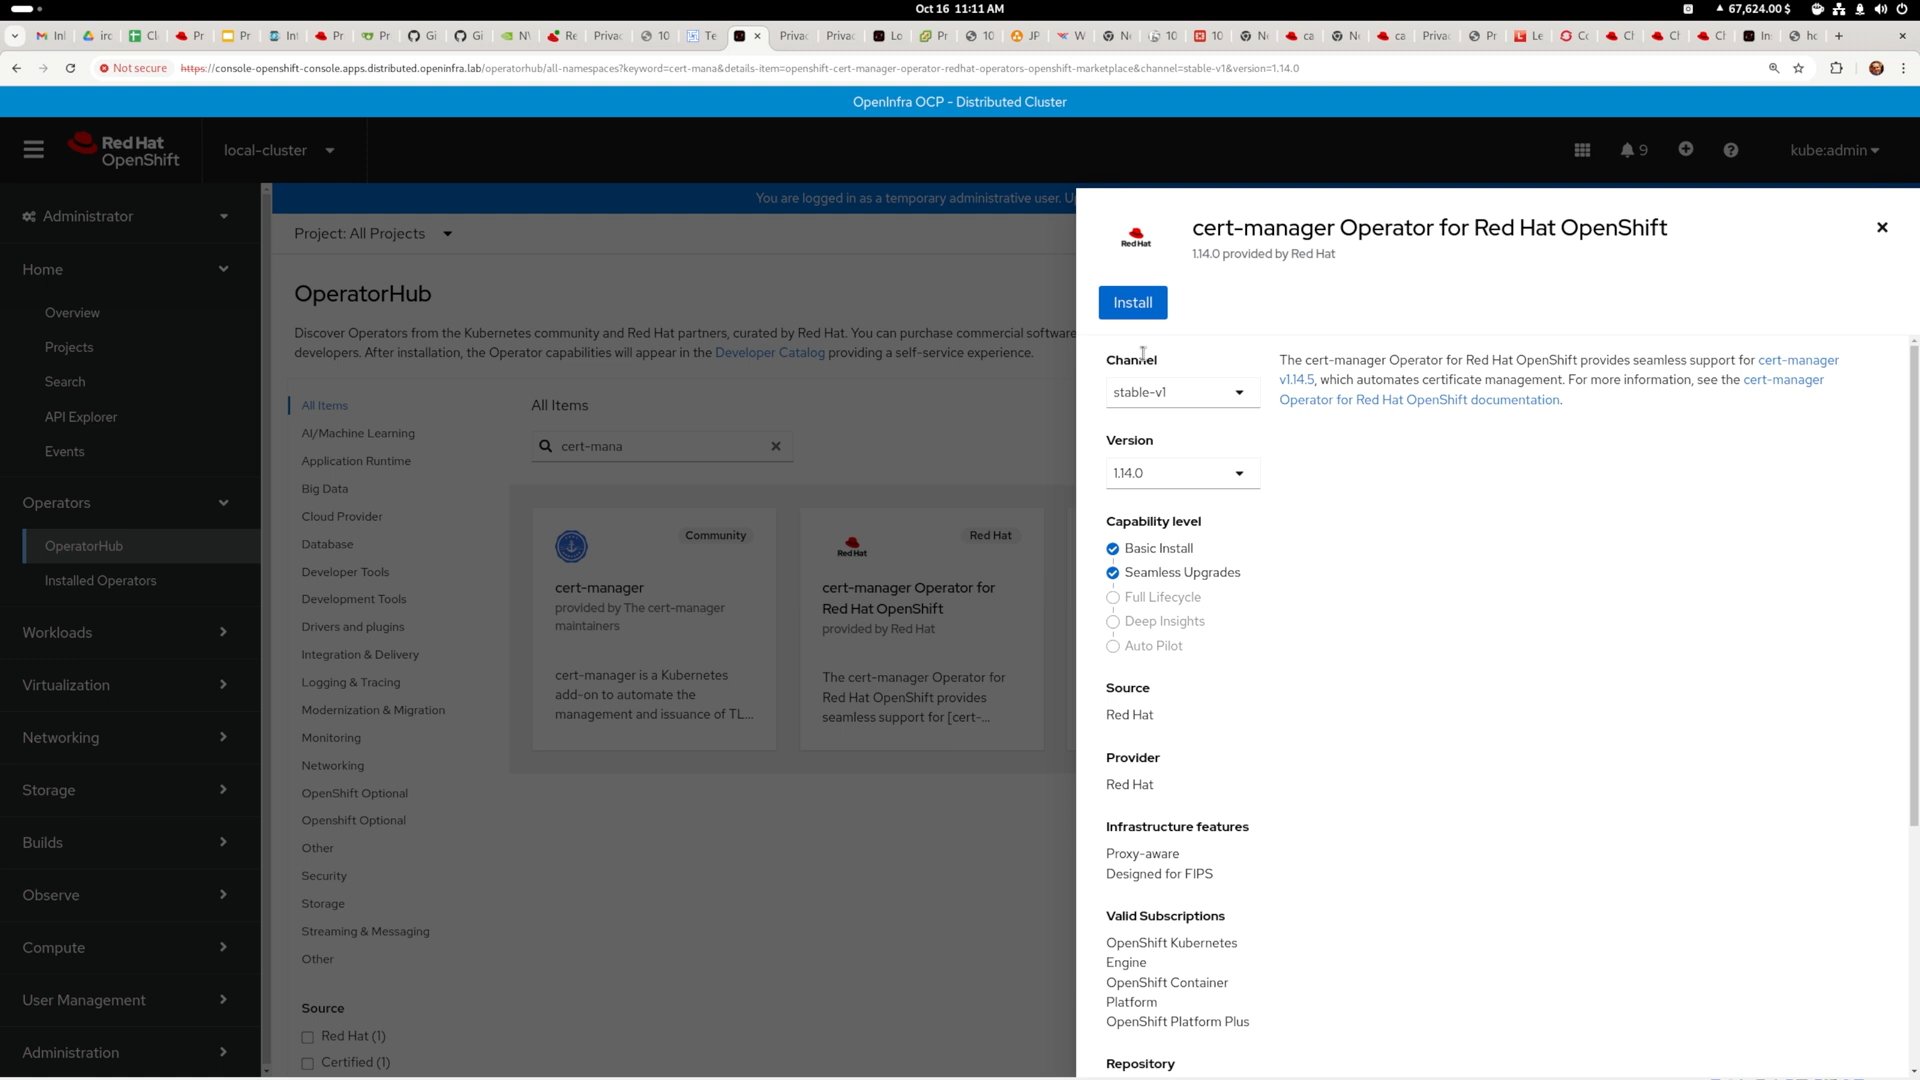 Oct 16 11:11 AM
67,624.00 $
Not secure
https://console-openshift-console.apps.distributed.openinfra.lab/operatorhub/all-namespaces?keyword=cert-mana&details-item=openshift-cert-manager-operator-redhat-operators-openshift-marketplace&channel=stable-v1&version=1.14.0
OpenInfra OCP - Distributed Cluster
Red Hat
OpenShift
local-cluster
9
kube:admin
Administrator
Home
Overview
Projects
Search
API Explorer
Events
Operators
OperatorHub
Installed Operators
Workloads
Virtualization
Networking
Storage
Builds
Observe
Compute
User Management
Administration
You are logged in as a temporary administrative user. U
Project: All Projects
OperatorHub
Discover Operators from the Kubernetes community and Red Hat partners, curated by Red Hat. You can purchase commercial software
developers. After installation, the Operator capabilities will appear in the Developer Catalog providing a self-service experience.
All Items
AI/Machine Learning
Application Runtime
Big Data
Cloud Provider
Database
Developer Tools
Development Tools
Drivers and plugins
Integration & Delivery
Logging & Tracing
Modernization & Migration
Monitoring
Networking
OpenShift Optional
Openshift Optional
Other
Security
Storage
Streaming & Messaging
Other
Source
Red Hat (1)
Certified (1)
All Items
cert-mana
Community
cert-manager
provided by The cert-manager
maintainers
cert-manager is a Kubernetes
add-on to automate the
management and issuance of TL...
Red Hat
Red Hat
cert-manager Operator for
Red Hat OpenShift
provided by Red Hat
The cert-manager Operator for
Red Hat OpenShift provides
seamless support for [cert-...
Red Hat
cert-manager Operator for Red Hat OpenShift
1.14.0 provided by Red Hat
Install
Channel
stable-v1
Version
1.14.0
Capability level
Basic Install
Seamless Upgrades
Full Lifecycle
Deep Insights
Auto Pilot
Source
Red Hat
Provider
Red Hat
Infrastructure features
Proxy-aware
Designed for FIPS
Valid Subscriptions
OpenShift Kubernetes
Engine
OpenShift Container
Platform
OpenShift Platform Plus
Repository
The cert-manager Operator for Red Hat OpenShift provides seamless support for cert-manager
v1.14.5, which automates certificate management. For more information, see the cert-manager
Operator for Red Hat OpenShift documentation.